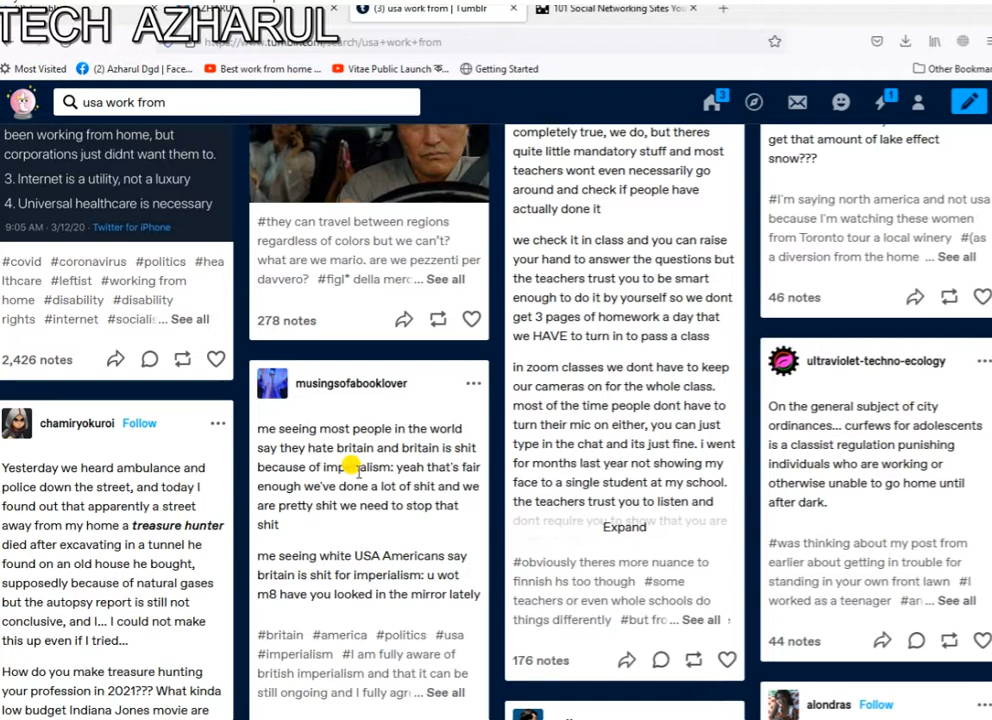 TECH AZHARUL
(3) usa work from | Tumblr
101 Social Networking Sites You
https://www.tumblr.com/search/usa+work+from
Most Visited
(2) Azharul Dgd | Face...
Best work from home ...
Vitae Public Launch
Getting Started
Other Bookmar
usa work from
3
1
been working from home, but
corporations just didnt want them to.
3. Internet is a utility, not a luxury
4. Universal healthcare is necessary
9:05 AM · 3/12/20 · Twitter for iPhone
#covid #coronavirus #politics #hea
lthcare #leftist #working from
home #disability #disability
rights #internet #socialis... See all
2,426 notes
chamiryokuroi Follow
Yesterday we heard ambulance and
police down the street, and today I
found out that apparently a street
away from my home a treasure hunter
died after excavating in a tunnel he
found on an old house he bought,
supposedly because of natural gases
but the autopsy report is still not
conclusive, and I... I could not make
this up even if I tried...
How do you make treasure hunting
your profession in 2021??? What kinda
low budget Indiana Jones movie are
#they can travel between regions
regardless of colors but we can't?
what are we mario. are we pezzenti per
davvero? #figl* della merc... See all
278 notes
musingsofabooklover
me seeing most people in the world
say they hate britain and britain is shit
because of imperialism: yeah that's fair
enough we've done a lot of shit and we
are pretty shit we need to stop that
shit
me seeing white USA Americans say
britain is shit for imperialism: u wot
m8 have you looked in the mirror lately
#britain #america #politics #usa
#imperialism #I am fully aware of
british imperialism and that it can be
still ongoing and I fully agr... See all
completely true, we do, but theres
quite little mandatory stuff and most
teachers wont even necessarily go
around and check if people have
actually done it
we check it in class and you can raise
your hand to answer the questions but
the teachers trust you to be smart
enough to do it by yourself so we dont
get 3 pages of homework a day that
we HAVE to turn in to pass a class
in zoom classes we dont have to keep
our cameras on for the whole class.
most of the time people dont have to
turn their mic on either, you can just
type in the chat and its just fine. i went
for months last year not showing my
face to a single student at my school.
the teachers trust you to listen and
dont require you to show that you are
Expand
#obviously theres more nuance to
finnish hs too though #some
teachers or even whole schools do
things differently #but fro... See all
176 notes
get that amount of lake effect
snow???
#I'm saying north america and not usa
because I'm watching these women
from Toronto tour a local winery #(as
a diversion from the home ... See all
46 notes
ultraviolet-techno-ecology
On the general subject of city
ordinances... curfews for adolescents
is a classist regulation punishing
individuals who are working or
otherwise unable to go home until
after dark.
#was thinking about my post from
earlier about getting in trouble for
standing in your own front lawn #I
worked as a teenager #an... See all
44 notes
alondras Follow